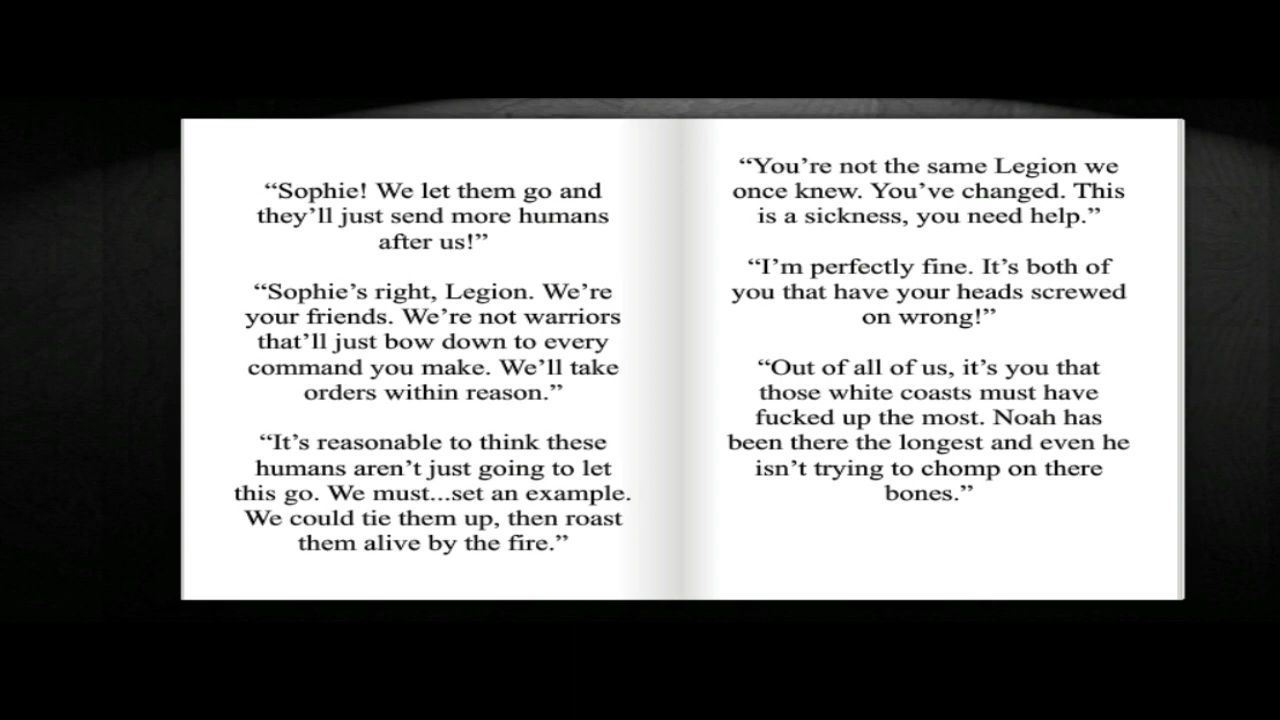 “Sophie! We let them go and
they’ll just send more humans
after us!”
“Sophie’s right, Legion. We’re
your friends. We’re not warriors
that’ll just bow down to every
command you make. We’ll take
orders within reason.”
“It’s reasonable to think these
humans aren’t just going to let
this go. We must...set an example.
We could tie them up, then roast
them alive by the fire.”
“You’re not the same Legion we
once knew. You’ve changed. This
is a sickness, you need help.”
“I’m perfectly fine. It’s both of
you that have your heads screwed
on wrong!”
“Out of all of us, it’s you that
those white coasts must have
fucked up the most. Noah has
been there the longest and even he
isn’t trying to chomp on there
bones.”